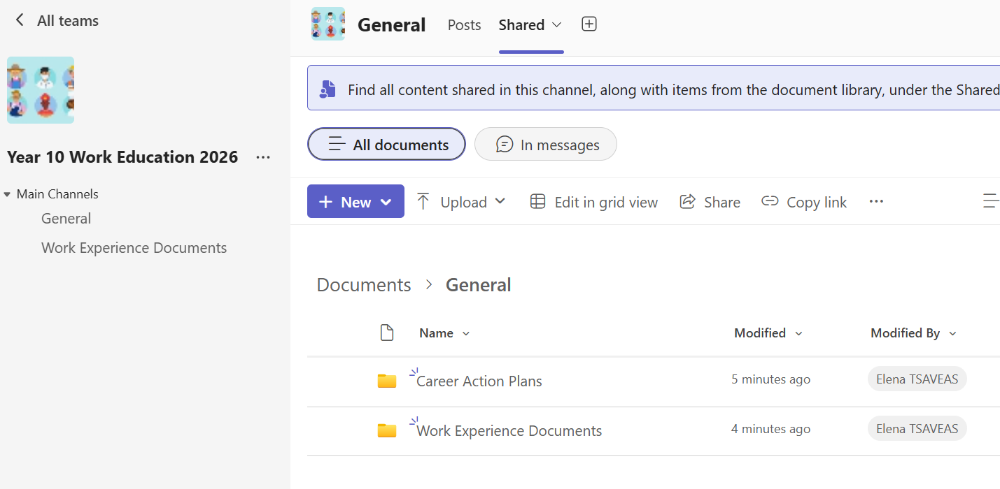 All teams
Year 10 Work Education 2026 ...
Main Channels
General
Work Experience Documents
General Posts Shared
Find all content shared in this channel, along with items from the document library, under the Shared
All documents In messages
New Upload Edit in grid view Share Copy link ...
Documents > General
Name Modified Modified By
Career Action Plans 5 minutes ago Elena TSAVEAS
Work Experience Documents 4 minutes ago Elena TSAVEAS